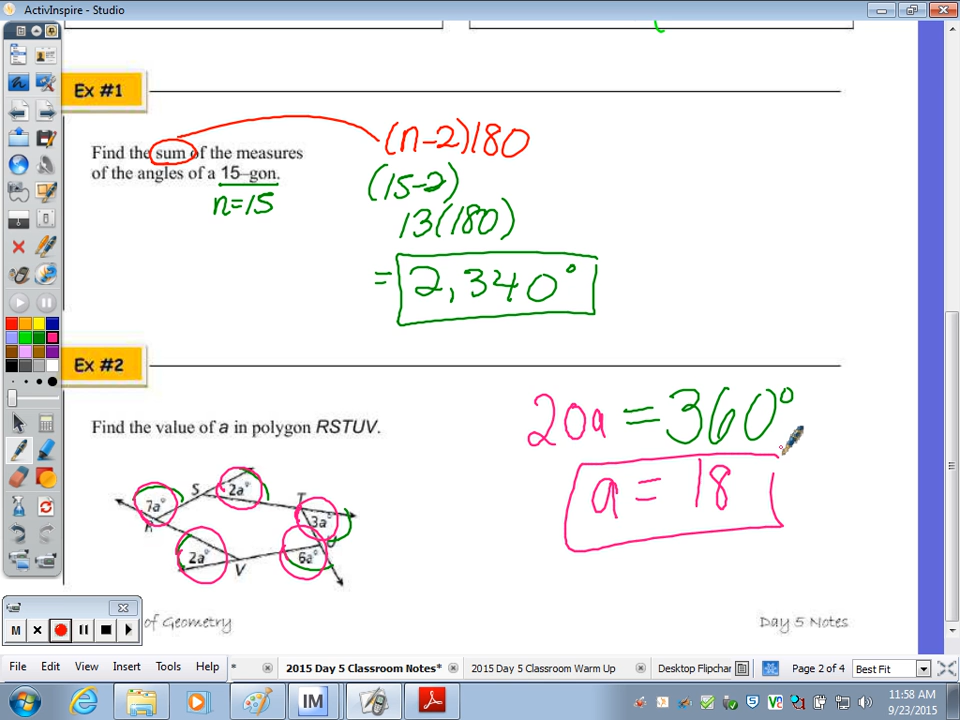 ActivInspire - Studio
Ex #1
Find the sum of the measures
of the angles of a 15–gon.
n=15
(n-2)180
(15-2)
13(180)
= 2,340°
Ex #2
Find the value of a in polygon RSTUV.
20a = 360°
a = 18
7a°
S
2a°
T
3a°
R
2a°
V
6a°
of Geometry
Day 5 Notes
M
File Edit View Insert Tools Help
2015 Day 5 Classroom Notes*
2015 Day 5 Classroom Warm Up
Desktop Flipchar
Page 2 of 4
Best Fit
IM
V2
11:58 AM
9/23/2015